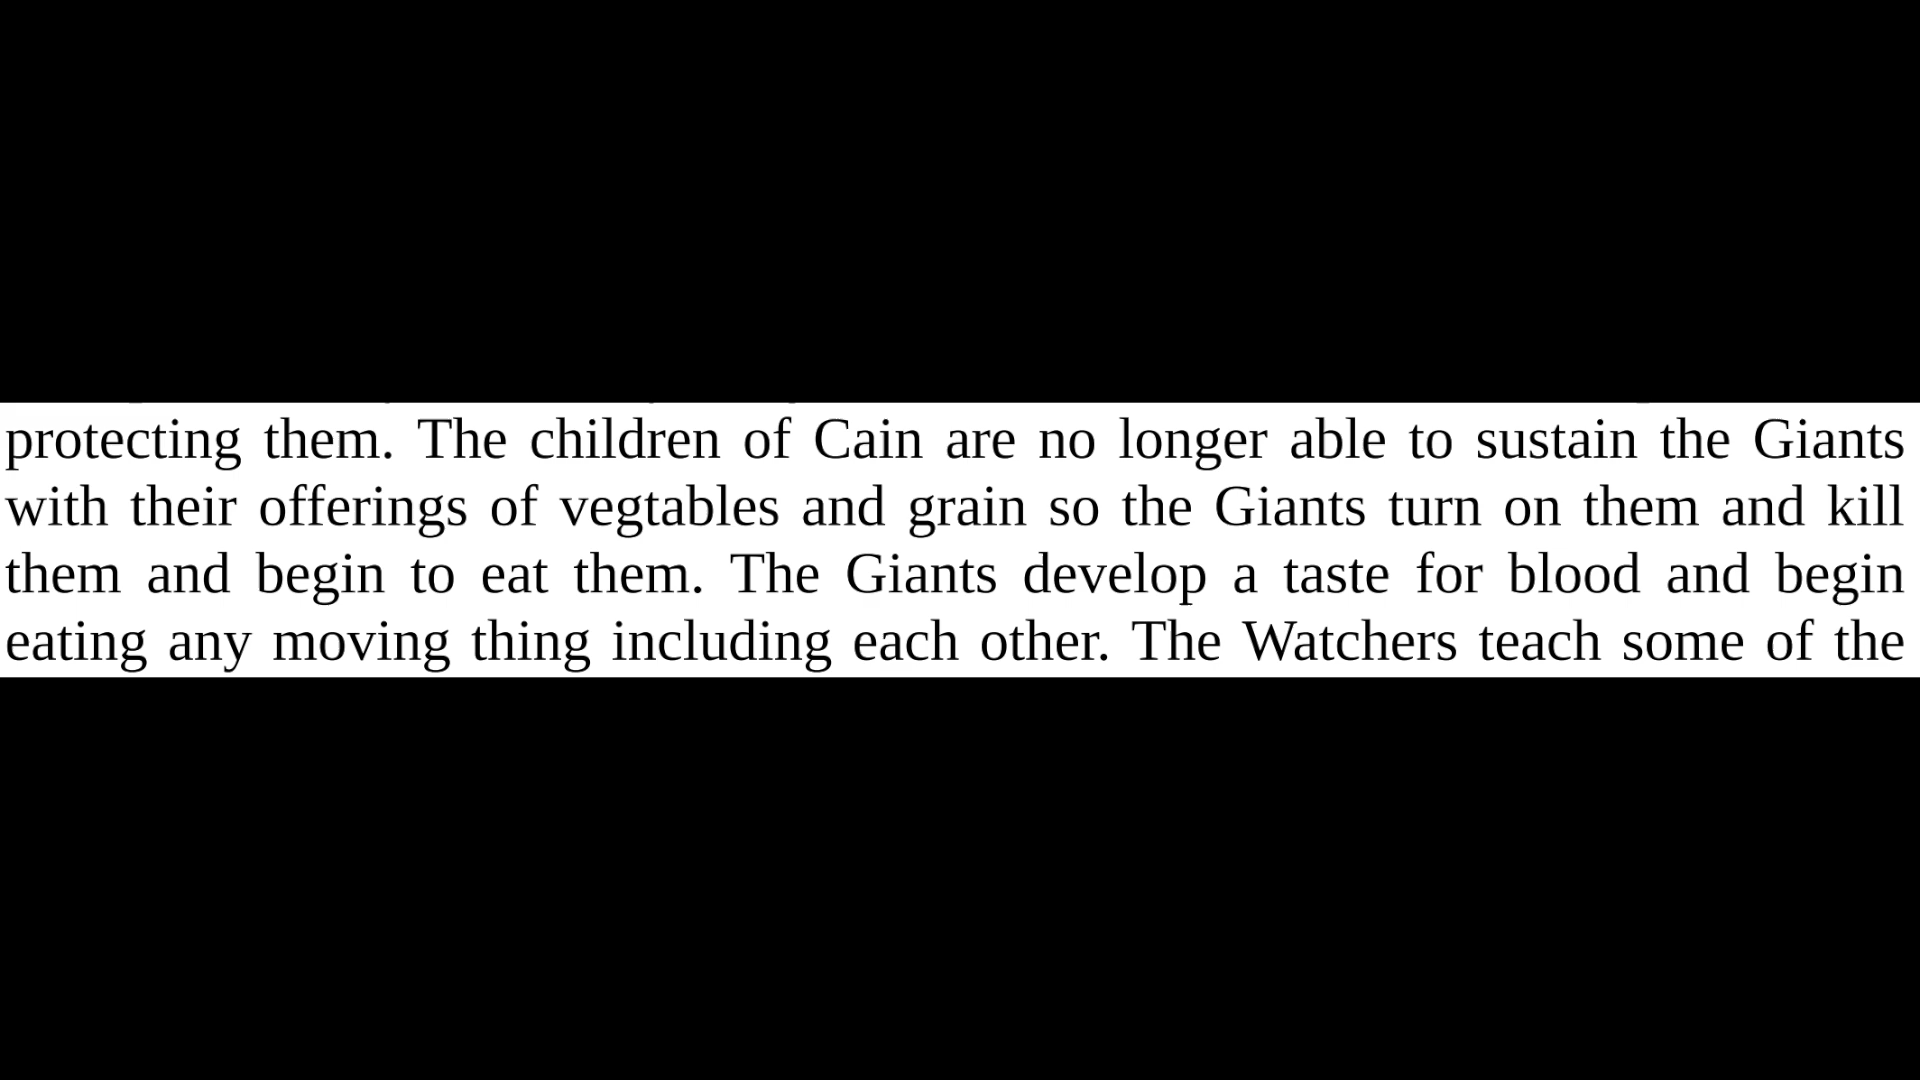 protecting them. The children of Cain are no longer able to sustain the Giants
with their offerings of vegtables and grain so the Giants turn on them and kill
them and begin to eat them. The Giants develop a taste for blood and begin
eating any moving thing including each other. The Watchers teach some of the